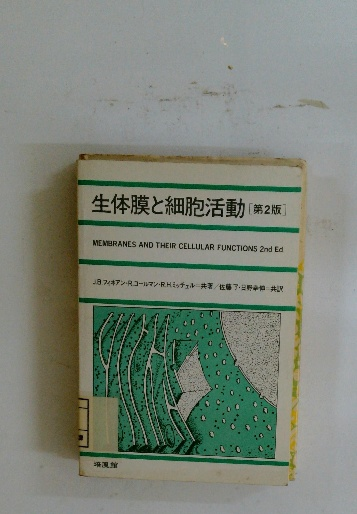 生体膜と細胞活動［第2版］
MEMBRANES AND THEIR CELLULAR FUNCTIONS 2nd Ed
J.B.フィネアン・R.コールマン・R.H.ミッチェル＝共著／佐藤了・日野幸伸＝共訳
培風館